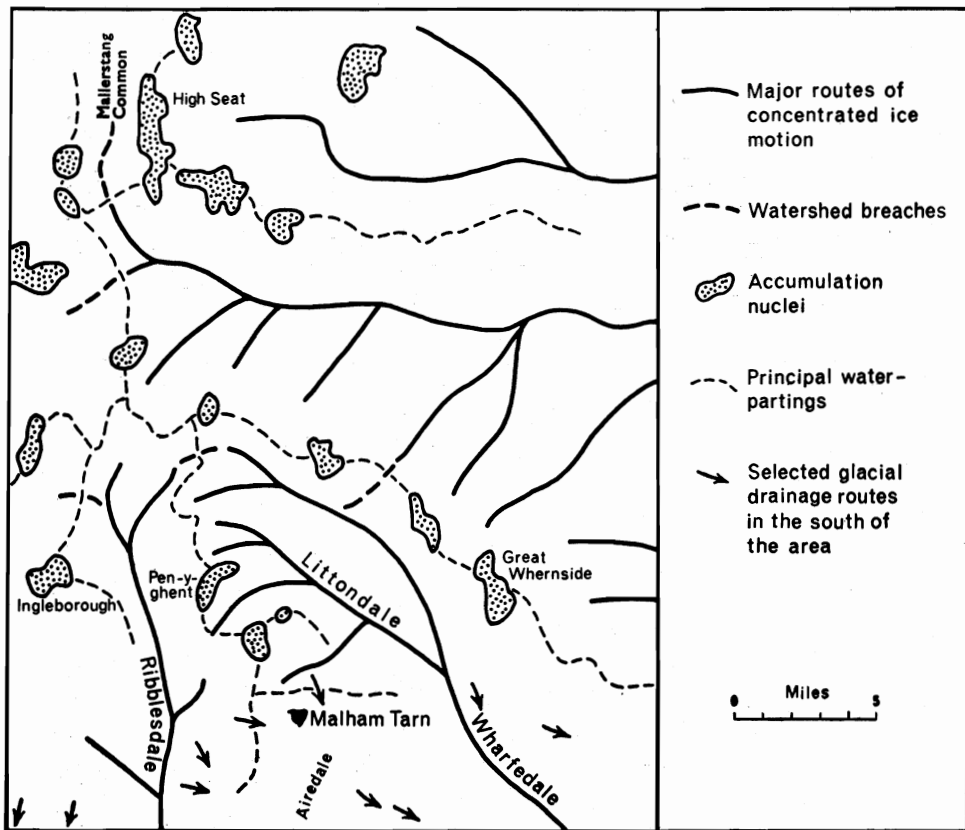 Mallerstang
Common
High Seat
Pen-y-
ghent
Ingleborough
Littondale
Great
Whernside
Ribblesdale
Malham Tarn
Wharfedale
Airedale
Major routes of
concentrated ice
motion
Watershed breaches
Accumulation
nuclei
Principal water-
partings
Selected glacial
drainage routes
in the south of
the area
Miles
0 5